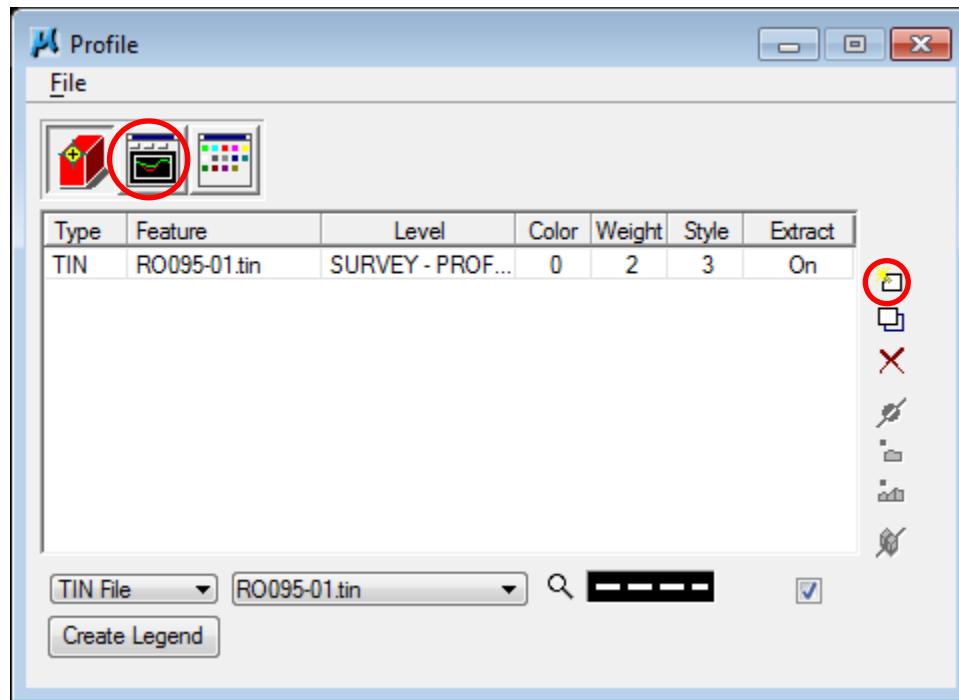 Profile
File
Type Feature Level Color Weight Style Extract
TIN RO095-01.tin SURVEY - PROF... 0 2 3 On
TIN File RO095-01.tin
Create Legend